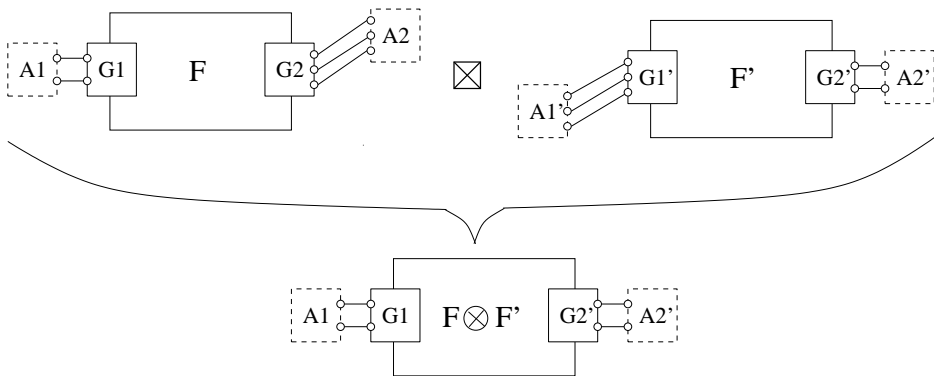 A1 G1 F G2 A2 ⊠ A1’ G1’ F’ G2’ A2’
A1 G1 F ⊗ F’ G2’ A2’